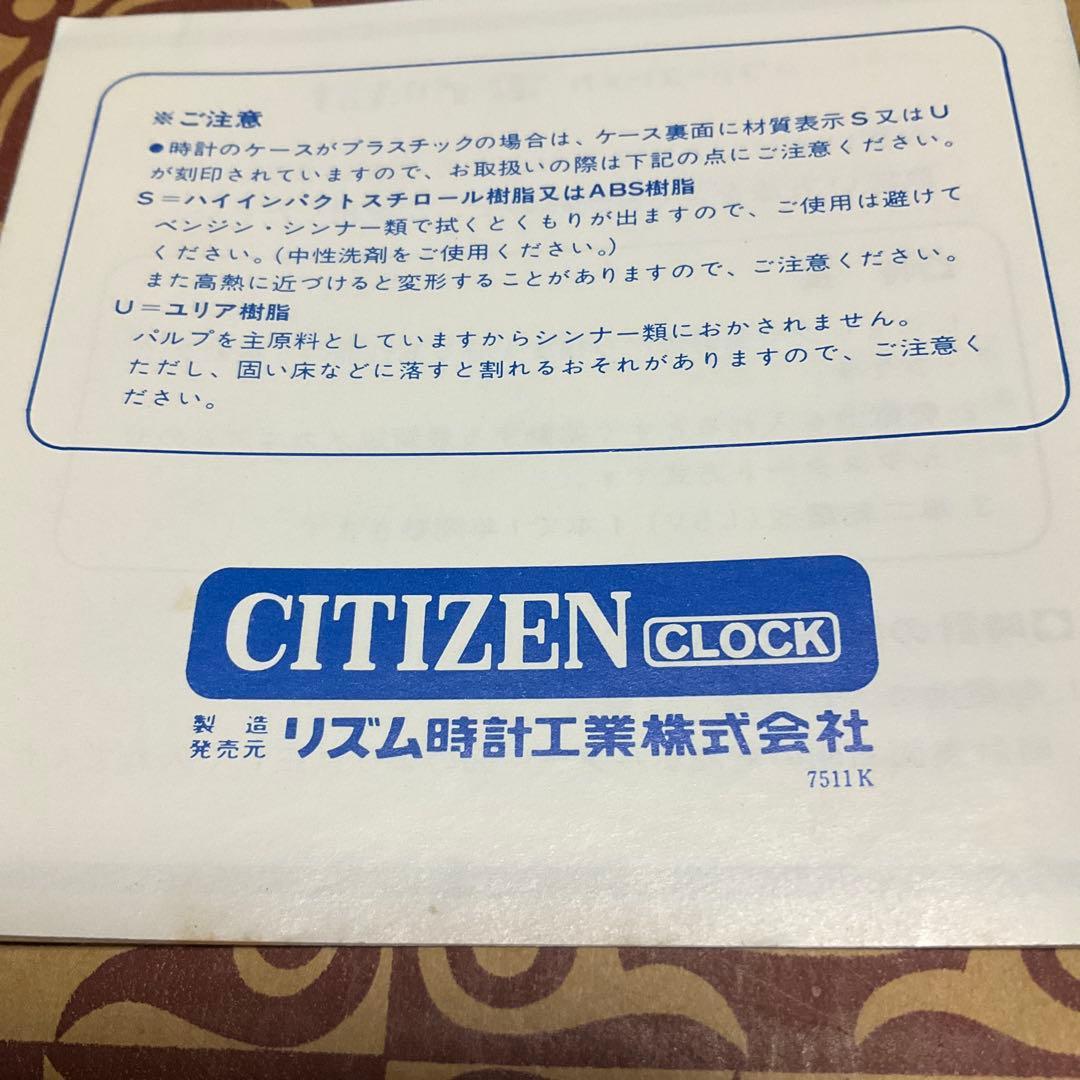 ※ご注意
●時計のケースがプラスチックの場合は、ケース裏面に材質表示S又はU
が刻印されていますので、お取扱いの際は下記の点にご注意ください。
S=ハイインパクトスチロール樹脂又はABS樹脂
ベンジン・シンナー類で拭くとくもりが出ますので、ご使用は避けて
ください。(中性洗剤をご使用ください。)
また高熱に近づけると変形することがありますので、ご注意ください。
U=ユリア樹脂
パルプを主原料としていますからシンナー類におかされません。
ただし、固い床などに落すと割れるおそれがありますので、ご注意く
ださい。
CITIZEN CLOCK
製造
発売元 リズム時計工業株式会社
7511K